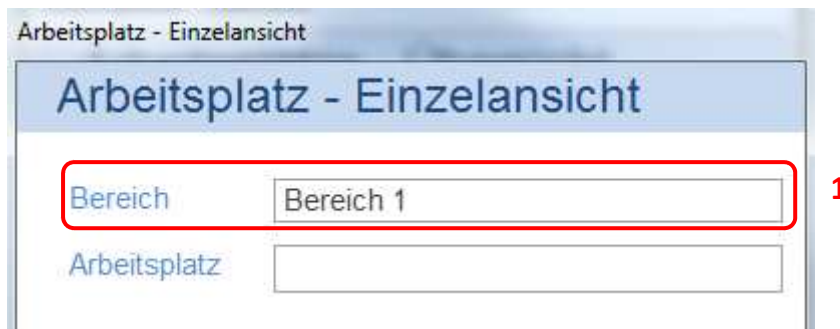 Arbeitsplatz - Einzelansicht
Arbeitsplatz - Einzelansicht
Bereich Bereich 1 1
Arbeitsplatz